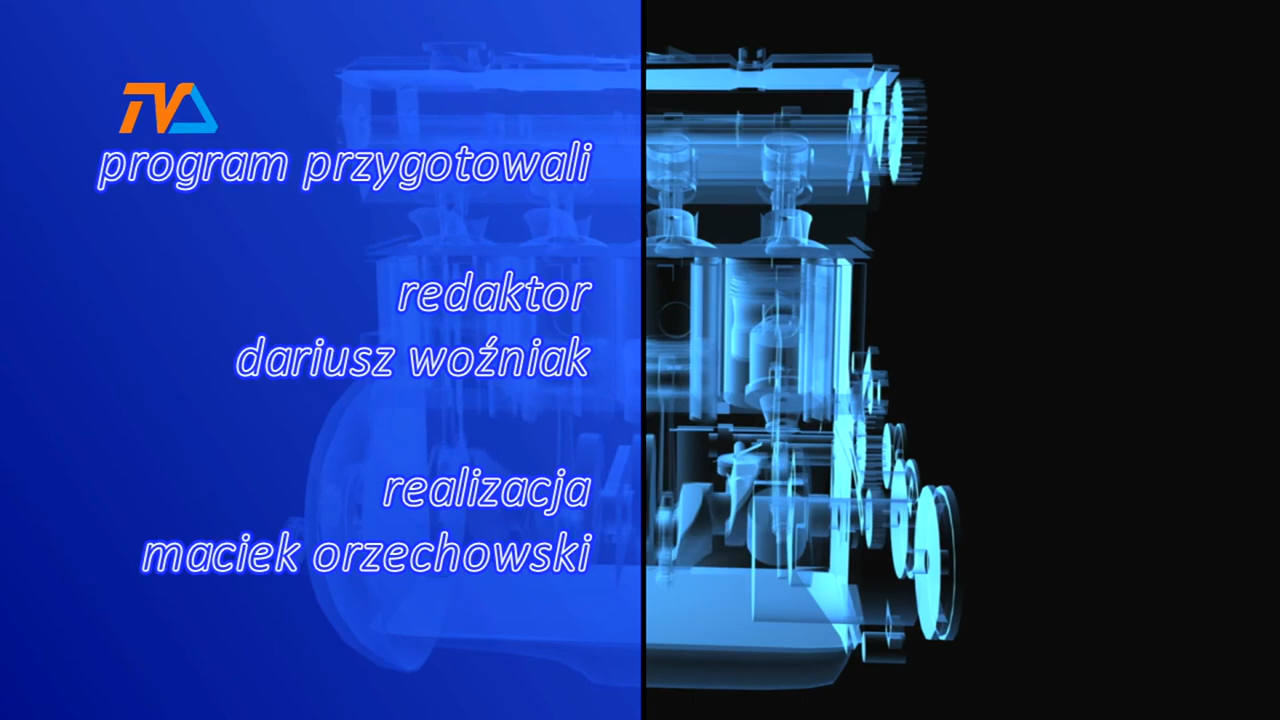 TVA
program przygotowali
redaktor
dariusz woźniak
realizacja
maciek orzechowski